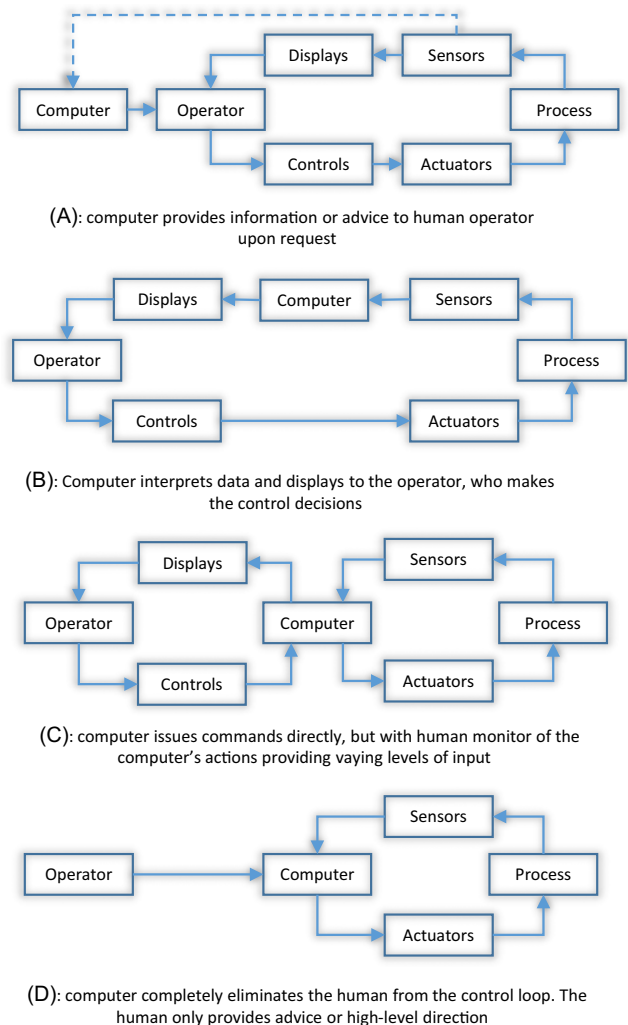 Displays
Sensors
Computer
Operator
Process
Controls
Actuators
(A): computer provides information or advice to human operator
upon request
Displays
Computer
Sensors
Operator
Process
Controls
Actuators
(B): Computer interprets data and displays to the operator, who makes
the control decisions
Displays
Sensors
Operator
Computer
Process
Controls
Actuators
(C): computer issues commands directly, but with human monitor of the
computer's actions providing vaying levels of input
Sensors
Operator
Computer
Process
Actuators
(D): computer completely eliminates the human from the control loop. The
human only provides advice or high-level direction